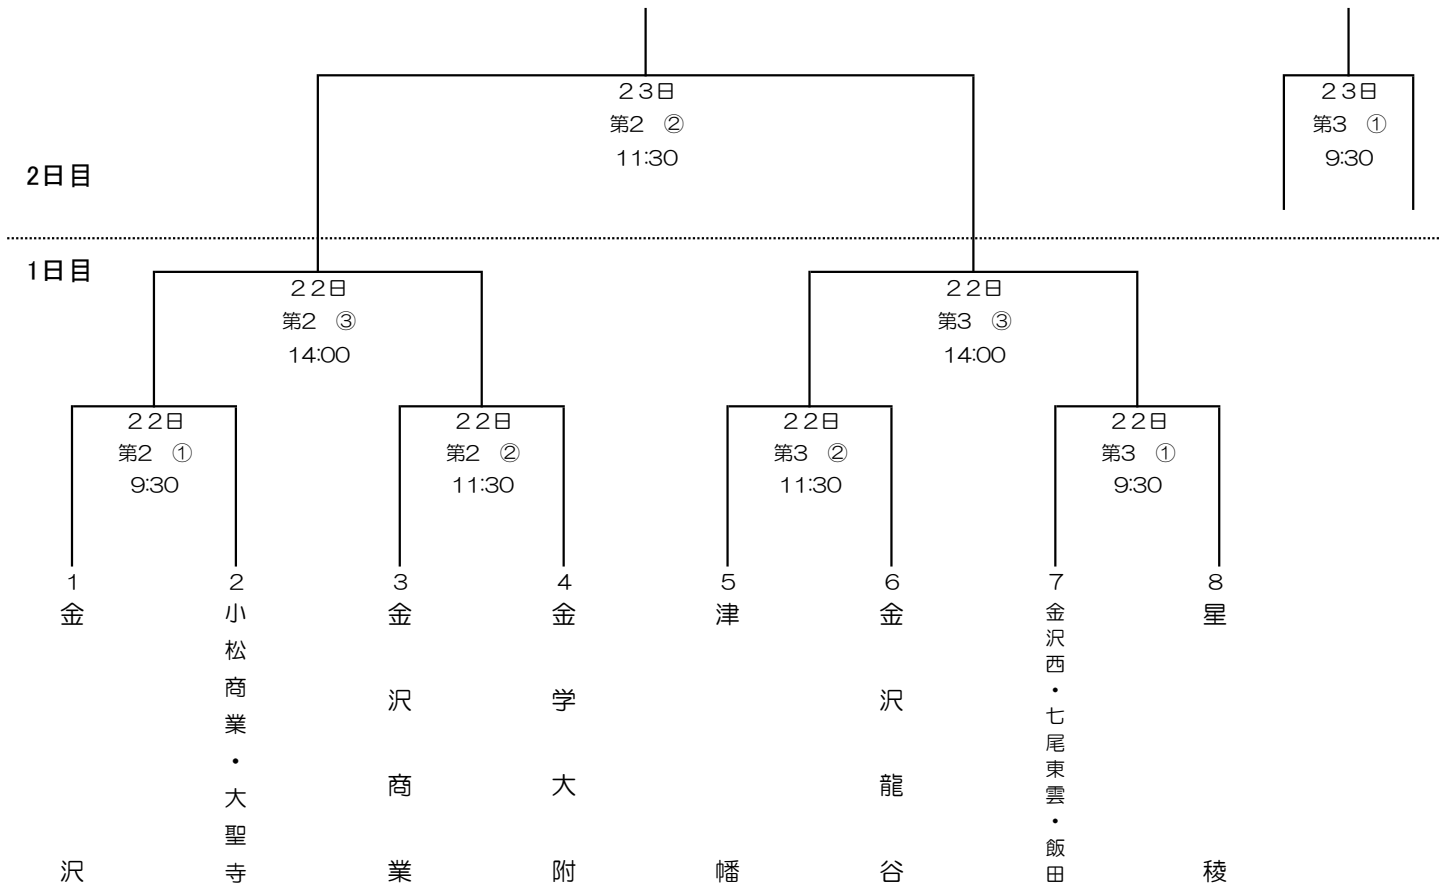 23日
第2 ②
11:30
23日
第3 ①
9:30
2日目
1日目
22日
第2 ③
14:00
22日
第3 ③
14:00
22日
第2 ①
9:30
22日
第2 ②
11:30
22日
第3 ②
11:30
22日
第3 ①
9:30
1
金沢
2
小松商業・大聖寺
3
金沢商業
4
金学大附
5
津幡
6
金沢龍谷
7
金沢西・七尾東雲・飯田
8
星稜